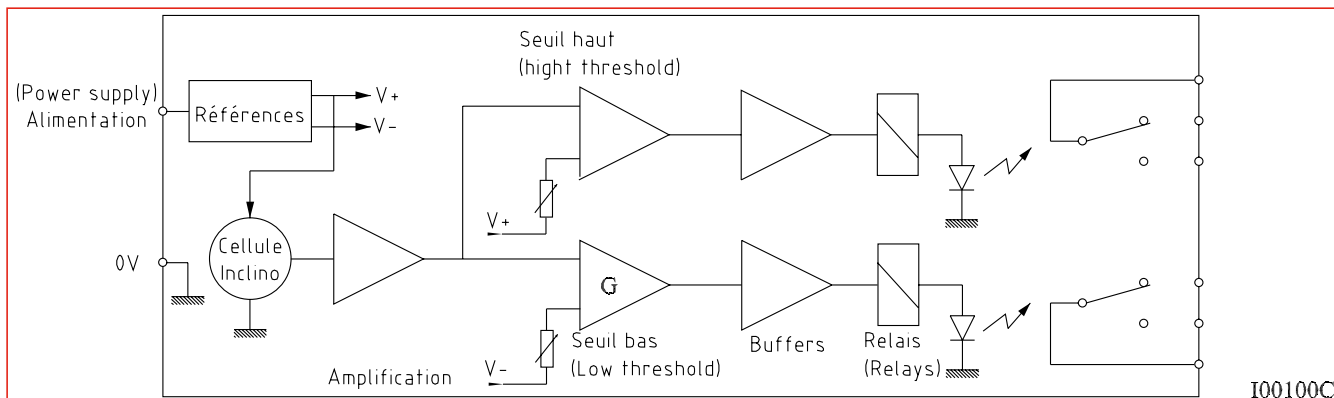 Seuil haut
(hight threshold)
(Power supply)
Alimentation
Références
V+
V-
V+
Cellule
Inclino
0V
G
V-
Seuil bas
(Low threshold)
Buffers
Relais
(Relays)
Amplification
I00100C